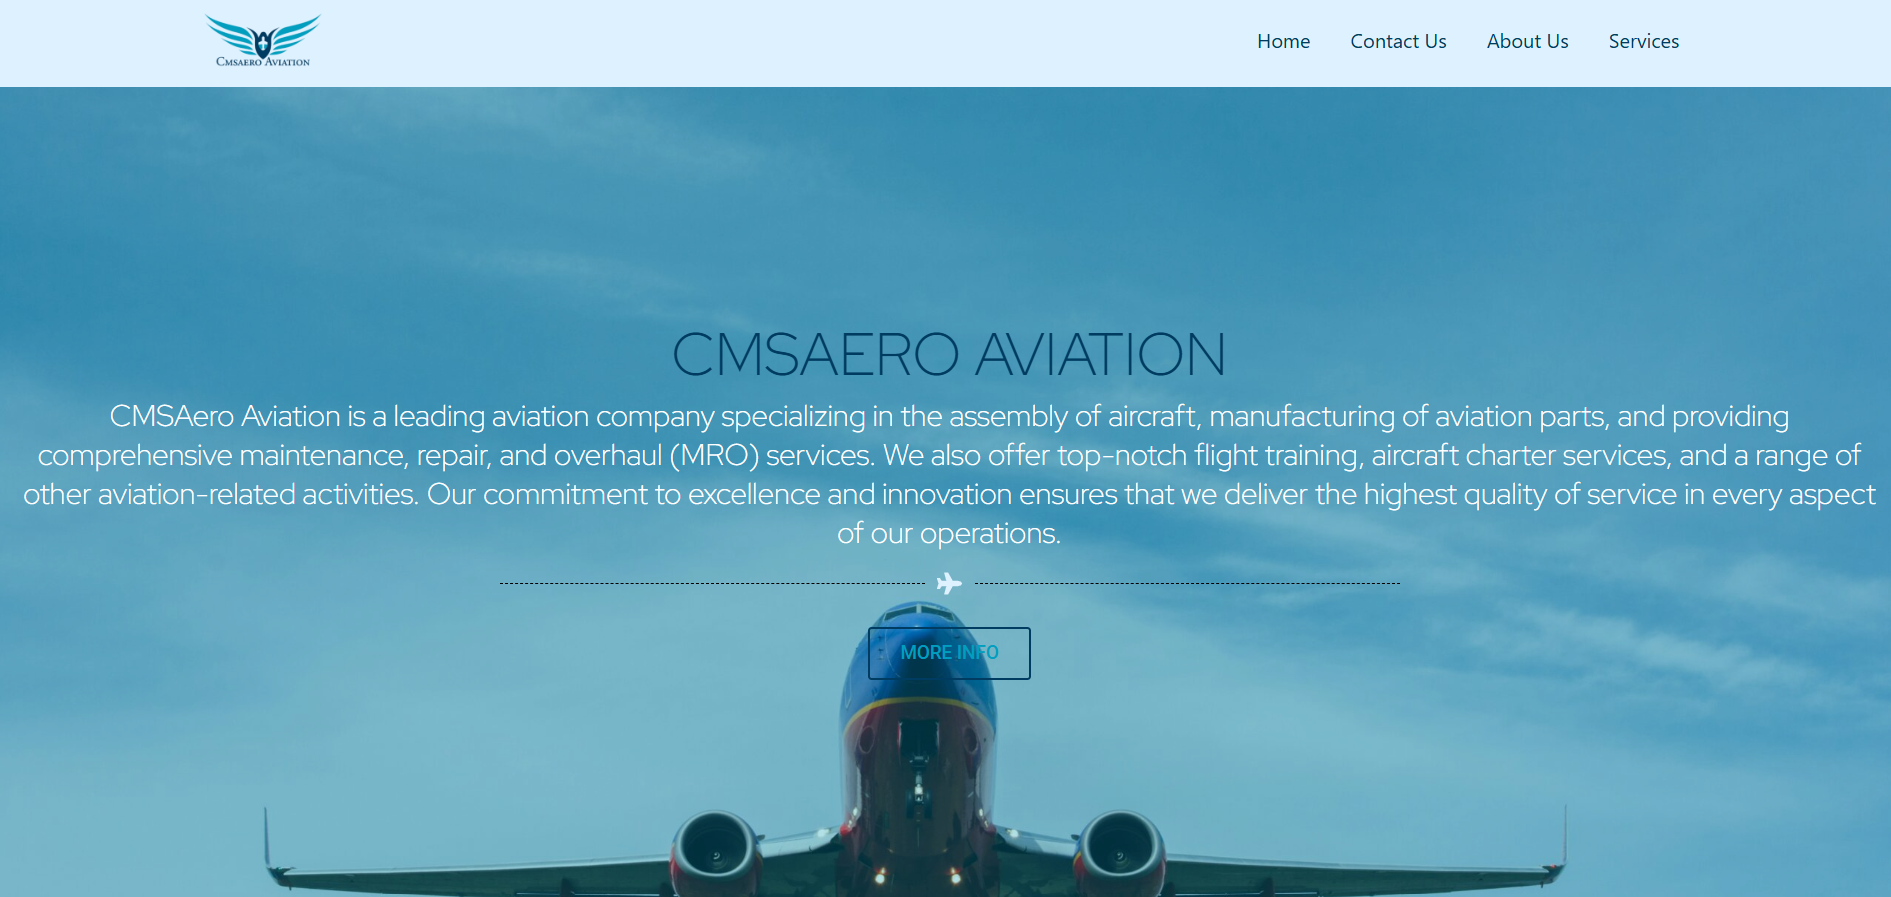 CMSAERO AVIATION
Home
Contact Us
About Us
Services
CMSAERO AVIATION
CMSAero Aviation is a leading aviation company specializing in the assembly of aircraft, manufacturing of aviation parts, and providing
comprehensive maintenance, repair, and overhaul (MRO) services. We also offer top-notch flight training, aircraft charter services, and a range of
other aviation-related activities. Our commitment to excellence and innovation ensures that we deliver the highest quality of service in every aspect
of our operations.
MORE INFO